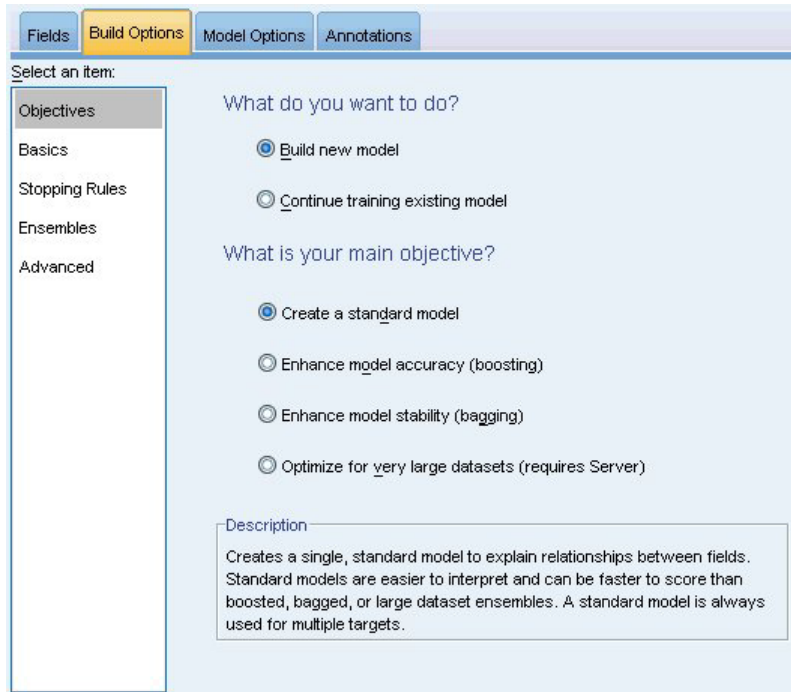 Fields Build Options Model Options Annotations
Select an item:
Objectives
Basics
Stopping Rules
Ensembles
Advanced
What do you want to do?
Build new model
Continue training existing model
What is your main objective?
Create a standard model
Enhance model accuracy (boosting)
Enhance model stability (bagging)
Optimize for very large datasets (requires Server)
Description
Creates a single, standard model to explain relationships between fields.
Standard models are easier to interpret and can be faster to score than
boosted, bagged, or large dataset ensembles. A standard model is always
used for multiple targets.